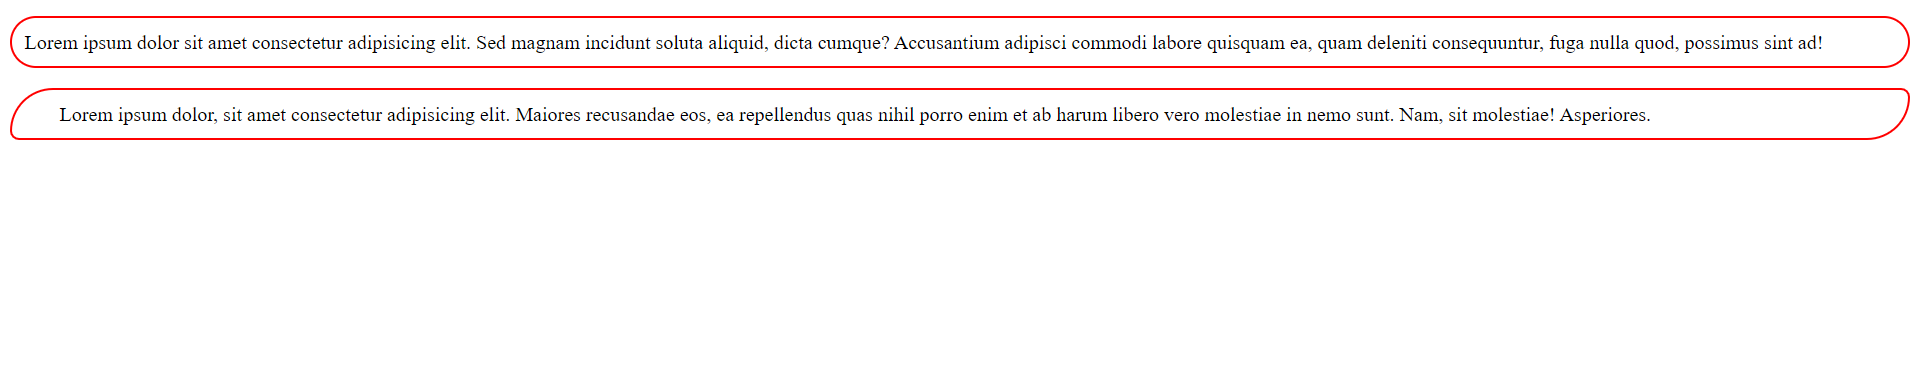 Lorem ipsum dolor sit amet consectetur adipisicing elit. Sed magnam incidunt soluta aliquid, dicta cumque? Accusantium adipisci commodi labore quisquam ea, quam deleniti consequuntur, fuga nulla quod, possimus sint ad!
Lorem ipsum dolor, sit amet consectetur adipisicing elit. Maiores recusandae eos, ea repellendus quas nihil porro enim et ab harum libero vero molestiae in nemo sunt. Nam, sit molestiae! Asperiores.